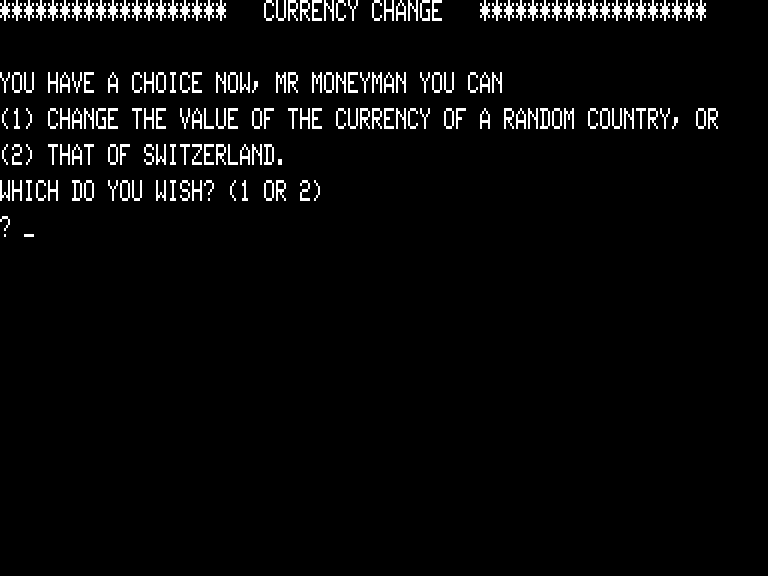 ******************* CURRENCY CHANGE *******************
YOU HAVE A CHOICE NOW, MR MONEYMAN YOU CAN
(1) CHANGE THE VALUE OF THE CURRENCY OF A RANDOM COUNTRY, OR
(2) THAT OF SWITZERLAND.
WHICH DO YOU WISH? (1 OR 2)
? _